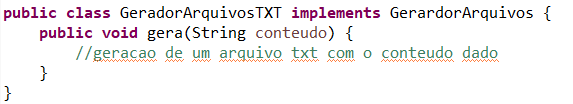 public class GeradorArquivosTXT implements GerardorArquivos {
public void gera(String conteudo) {
//geracao de um arquivo txt com o conteudo dado
}
}